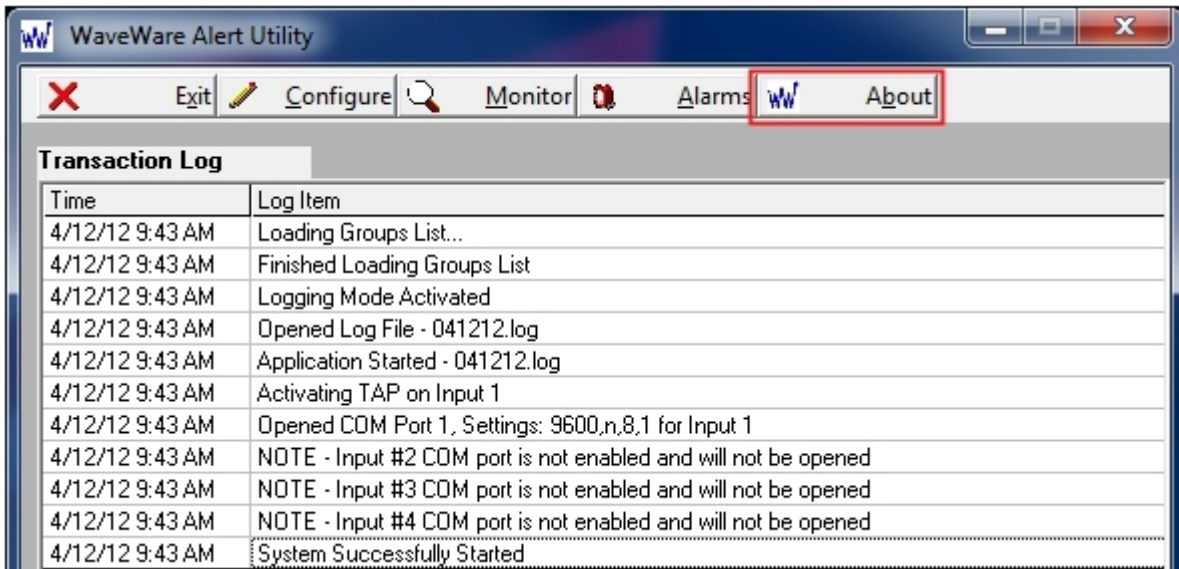 WaveWare Alert Utility
Exit Configure Monitor Alarms About
Transaction Log
Time Log Item
4/12/12 9:43 AM Loading Groups List...
4/12/12 9:43 AM Finished Loading Groups List
4/12/12 9:43 AM Logging Mode Activated
4/12/12 9:43 AM Opened Log File - 041212.log
4/12/12 9:43 AM Application Started - 041212.log
4/12/12 9:43 AM Activating TAP on Input 1
4/12/12 9:43 AM Opened COM Port 1, Settings: 9600,n,8,1 for Input 1
4/12/12 9:43 AM NOTE - Input #2 COM port is not enabled and will not be opened
4/12/12 9:43 AM NOTE - Input #3 COM port is not enabled and will not be opened
4/12/12 9:43 AM NOTE - Input #4 COM port is not enabled and will not be opened
4/12/12 9:43 AM System Successfully Started